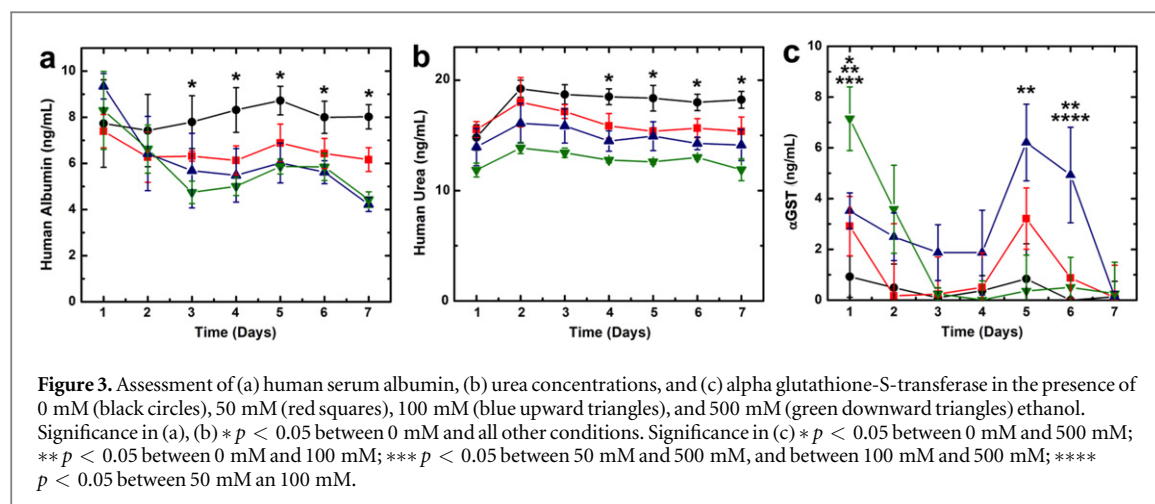 a
b
c
10
8
6
4
2
0
Human Albumin (ng/mL)
* * * * *
1 2 3 4 5 6 7
Time (Days)
20
10
0
Human Urea (ng/mL)
* * * *
1 2 3 4 5 6 7
Time (Days)
10
8
6
4
2
0
αGST (ng/mL)
*
**
***
**
**
****
1 2 3 4 5 6 7
Time (Days)
Figure 3. Assessment of (a) human serum albumin, (b) urea concentrations, and (c) alpha glutathione-S-transferase in the presence of
0 mM (black circles), 50 mM (red squares), 100 mM (blue upward triangles), and 500 mM (green downward triangles) ethanol.
Significance in (a), (b) * p < 0.05 between 0 mM and all other conditions. Significance in (c) * p < 0.05 between 0 mM and 500 mM;
** p < 0.05 between 0 mM and 100 mM; *** p < 0.05 between 50 mM and 500 mM, and between 100 mM and 500 mM; ****
p < 0.05 between 50 mM an 100 mM.